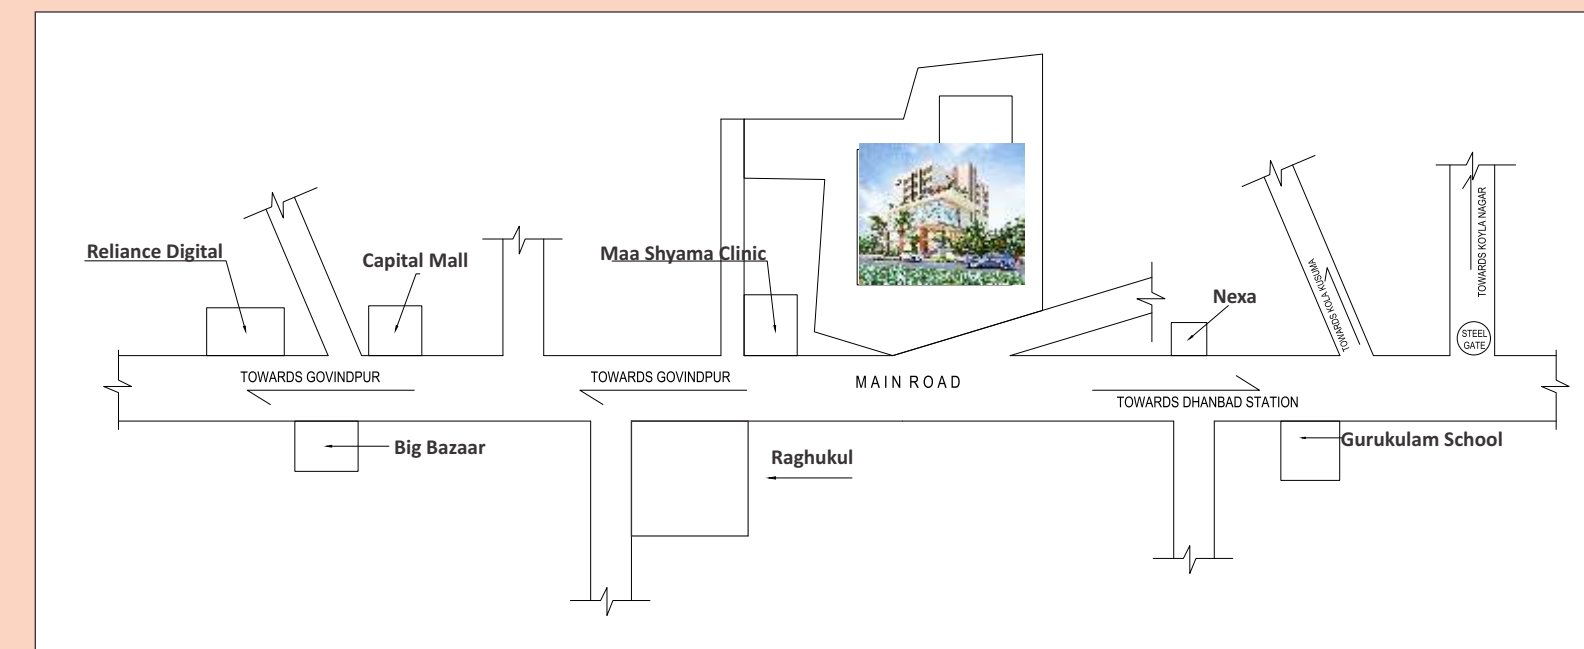 Reliance Digital
Capital Mall
Maa Shyama Clinic
Nexa
TOWARDS KOLA KUSUMA
TOWARDS KOYLA NAGAR
STEEL
GATE
TOWARDS GOVINDPUR
TOWARDS GOVINDPUR
MAIN ROAD
TOWARDS DHANBAD STATION
Big Bazaar
Raghukul
Gurukulam School